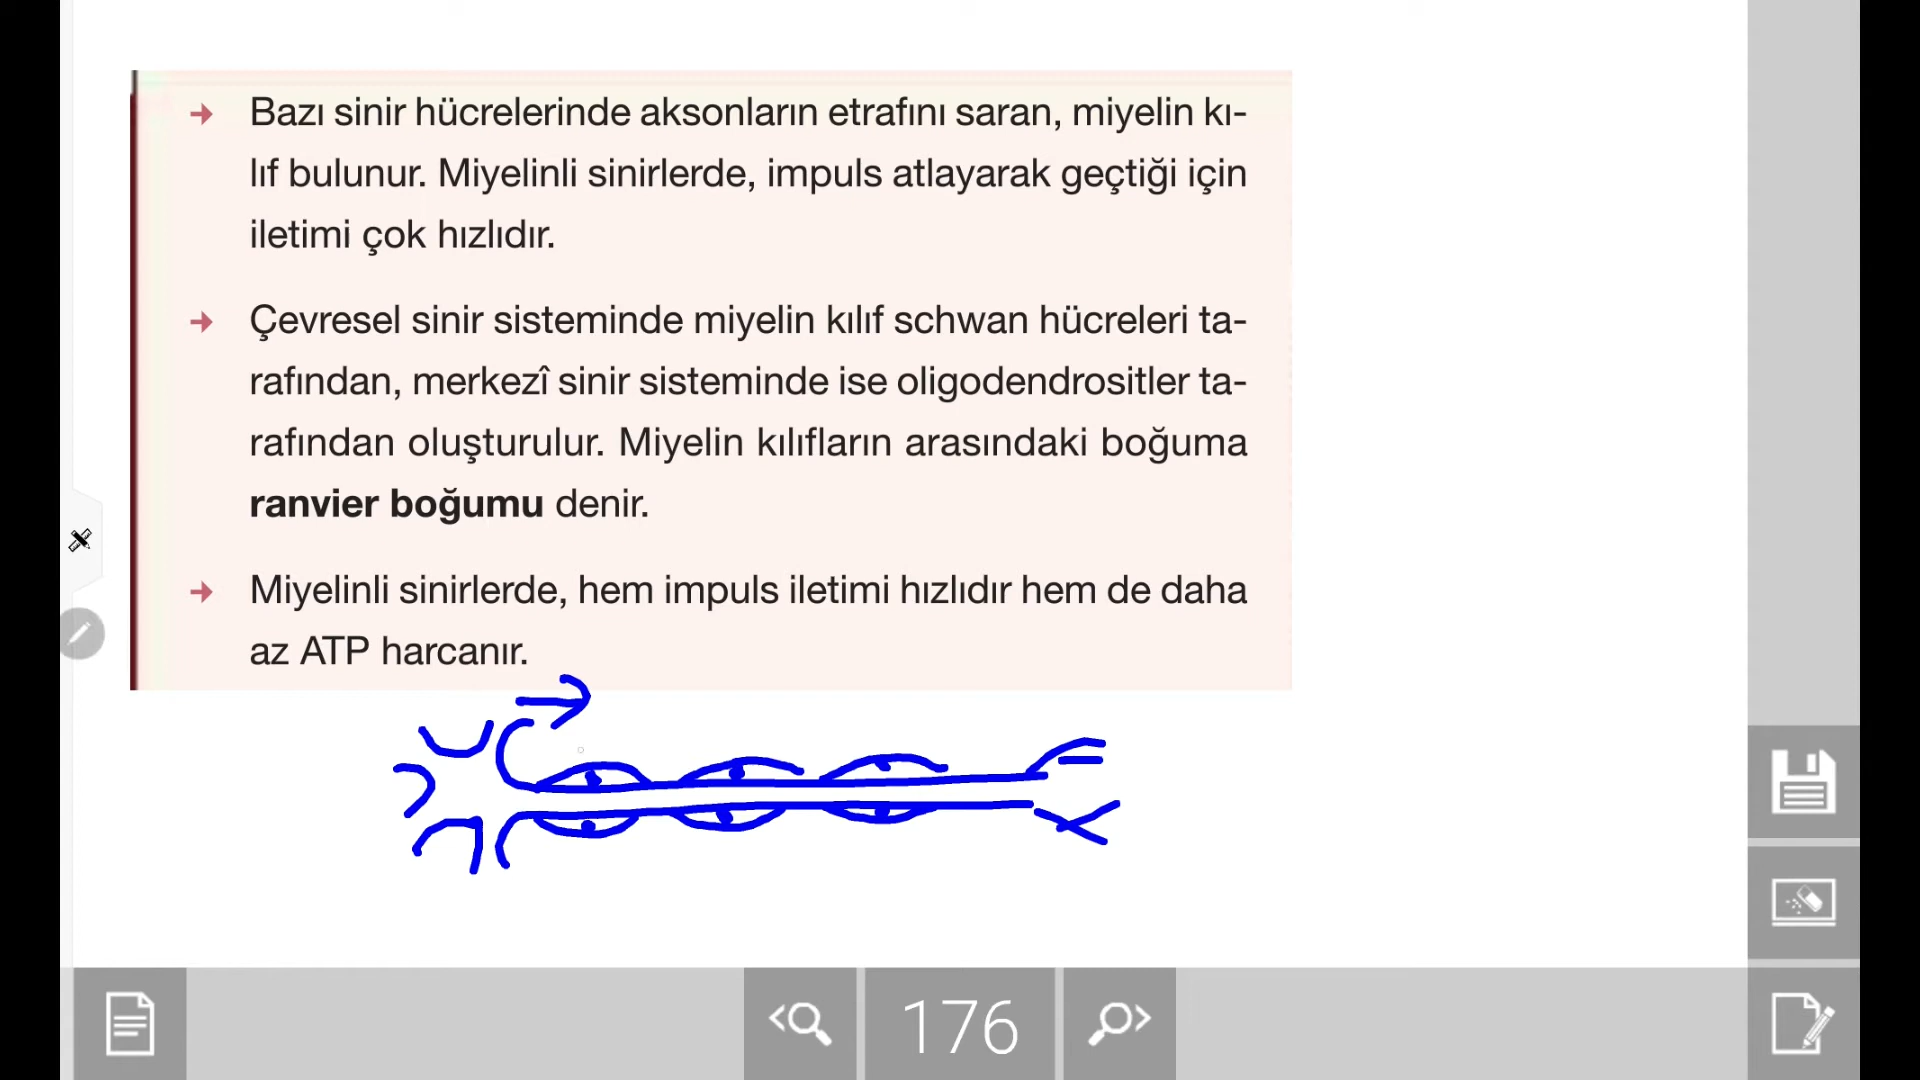 Bazı sinir hücrelerinde aksonların etrafını saran, miyelin kı-
lıf bulunur. Miyelinli sinirlerde, impuls atlayarak geçtiği için
iletimi çok hızlıdır.
Çevresel sinir sisteminde miyelin kılıf schwan hücreleri ta-
rafından, merkezî sinir sisteminde ise oligodendrositler ta-
rafından oluşturulur. Miyelin kılıfların arasındaki boğuma
ranvier boğumu denir.
Miyelinli sinirlerde, hem impuls iletimi hızlıdır hem de daha
az ATP harcanır.
176